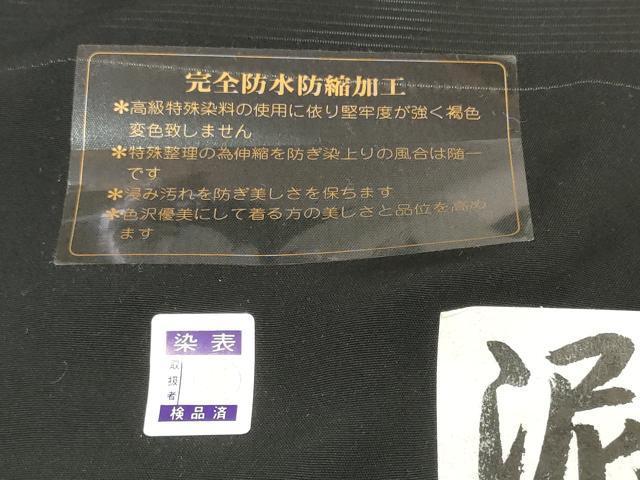 完全防水防縮加工
＊高級特殊染料の使用に依り堅牢度が強く褐色
変色致しません
＊特殊整理の為伸縮を防ぎ染上りの風合は随一
です
＊浸み汚れを防ぎ美しさを保ちます
＊色沢優美にして着る方の美しさと品位を高め
ます
染表
取扱者
検品済
泥